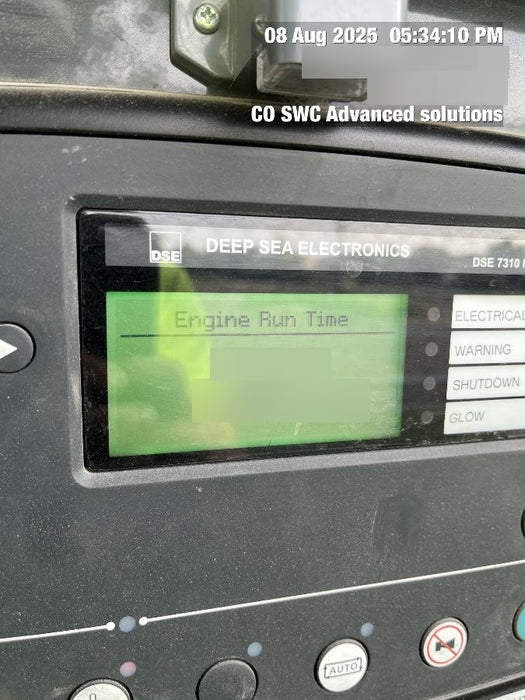 08 Aug 2025 05:34:10 PM
CO SWC Advanced solutions
DSE
DEEP SEA ELECTRONICS
DSE 7310
Engine Run Time
ELECTRICAL
WARNING
SHUTDOWN
GLOW
AUTO